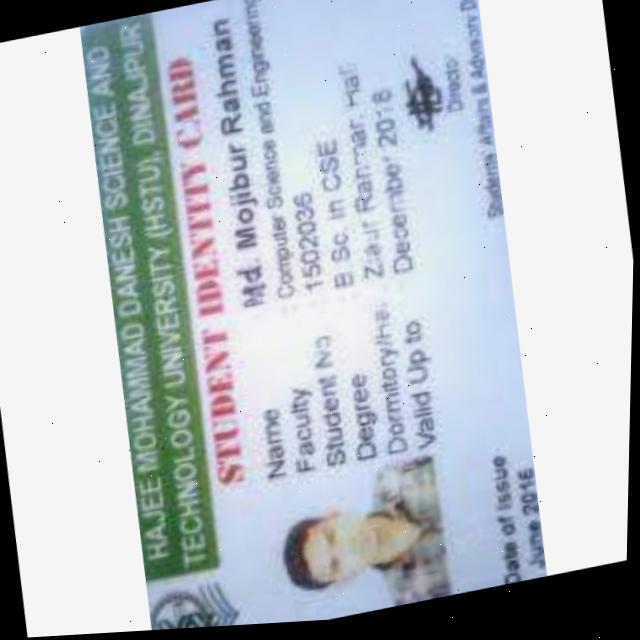 HAJEE MOHAMMAD DANESH SCIENCE AND
TECHNOLOGY UNIVERSITY (HSTU), DINAJPUR
STUDENT IDENTITY CARD
Name : Md. Mojibur Rahman
Faculty : Computer Science and Engineering
Student No : 1502036
Degree : B Sc. in CSE
Dormitory/Hall : Ziaur Rahman Hall
Valid Up to : December 2018
Date of Issue
June 2016
Director
Students' Affairs & Advisory D